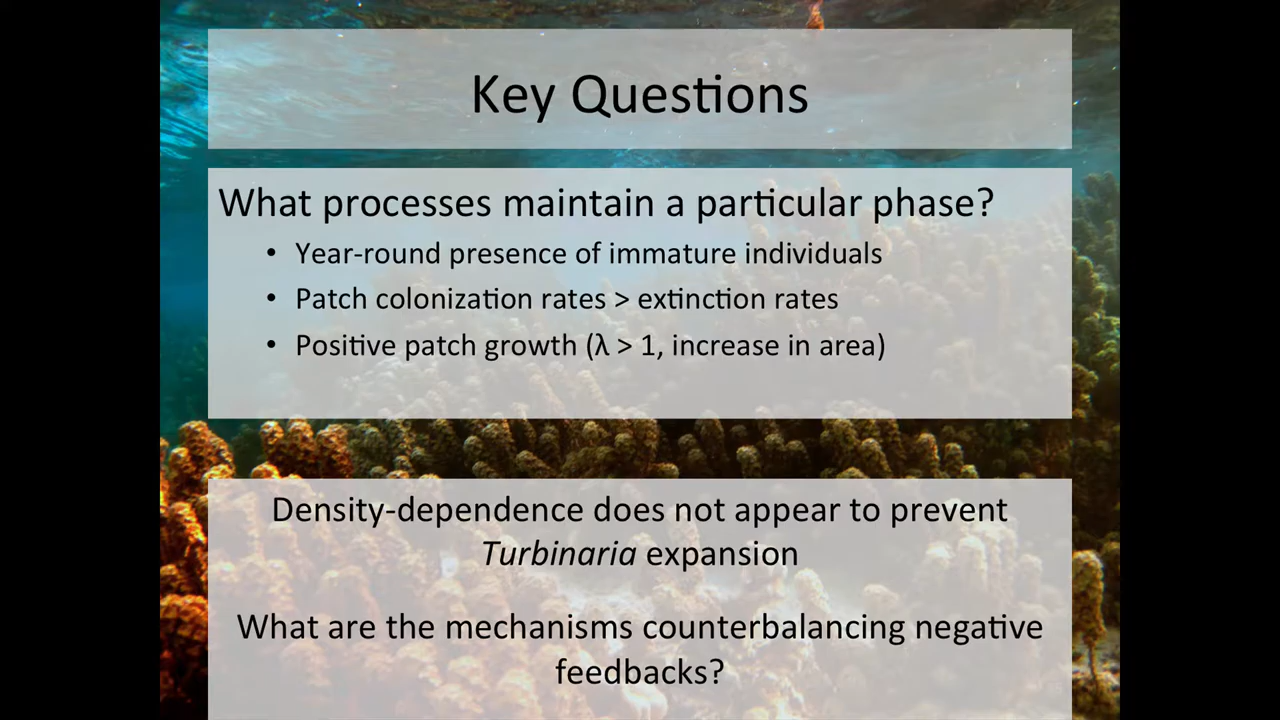 Key Questions
What processes maintain a particular phase?
• Year-round presence of immature individuals
• Patch colonization rates > extinction rates
• Positive patch growth (λ > 1, increase in area)
Density-dependence does not appear to prevent
Turbinaria expansion
What are the mechanisms counterbalancing negative
feedbacks?